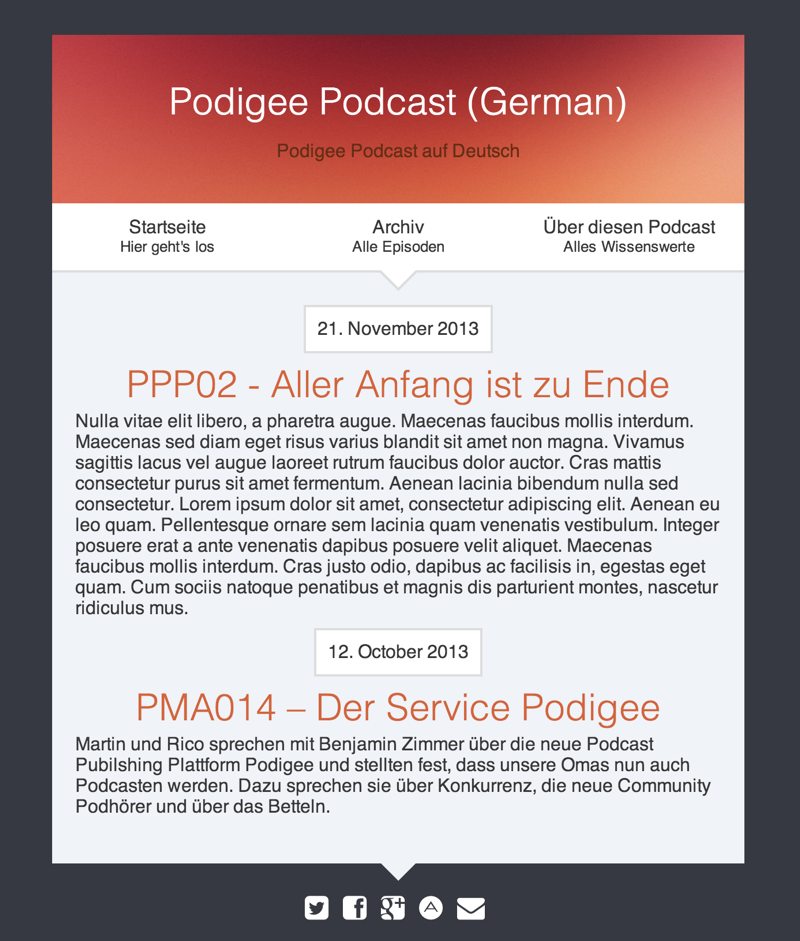 Podigee Podcast (German)
Podigee Podcast auf Deutsch
Startseite
Hier geht's los
Archiv
Alle Episoden
Über diesen Podcast
Alles Wissenswerte
21. November 2013
PPP02 - Aller Anfang ist zu Ende
Nulla vitae elit libero, a pharetra augue. Maecenas faucibus mollis interdum.
Maecenas sed diam eget risus varius blandit sit amet non magna. Vivamus
sagittis lacus vel augue laoreet rutrum faucibus dolor auctor. Cras mattis
consectetur purus sit amet fermentum. Aenean lacinia bibendum nulla sed
consectetur. Lorem ipsum dolor sit amet, consectetur adipiscing elit. Aenean eu
leo quam. Pellentesque ornare sem lacinia quam venenatis vestibulum. Integer
posuere erat a ante venenatis dapibus posuere velit aliquet. Maecenas
faucibus mollis interdum. Cras justo odio, dapibus ac facilisis in, egestas eget
quam. Cum sociis natoque penatibus et magnis dis parturient montes, nascetur
ridiculus mus.
12. October 2013
PMA014 – Der Service Podigee
Martin und Rico sprechen mit Benjamin Zimmer über die neue Podcast
Pubilshing Plattform Podigee und stellten fest, dass unsere Omas nun auch
Podcasten werden. Dazu sprechen sie über Konkurrenz, die neue Community
Podhörer und über das Betteln.